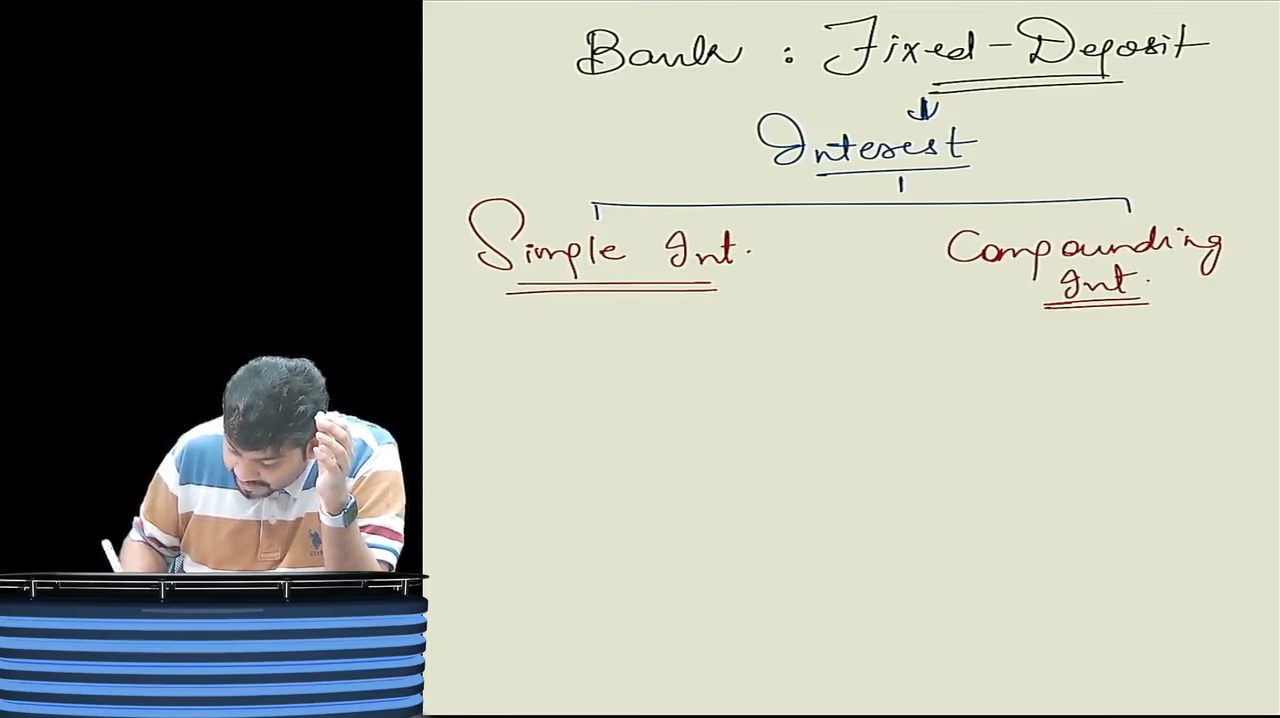 Bank : Fixed-Deposit
Interest
Simple Int.
Compounding
Int.